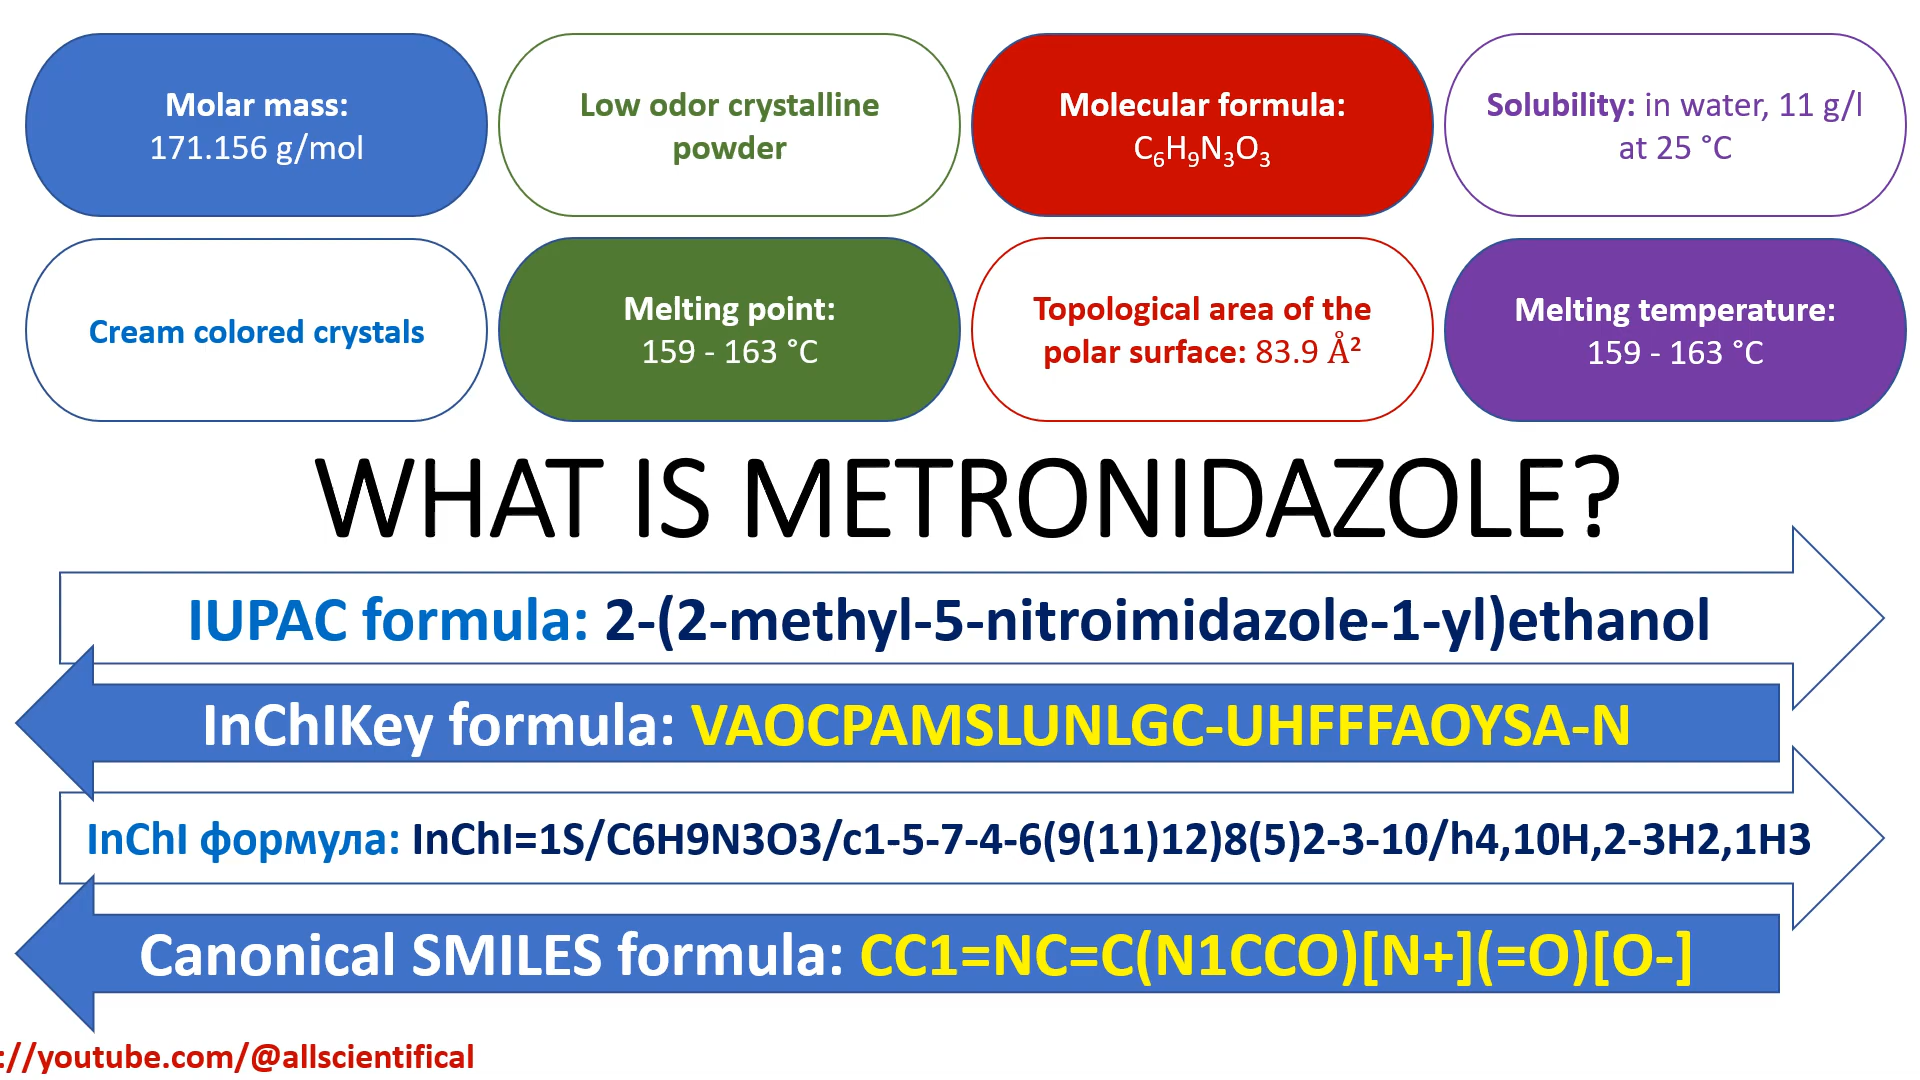 Molar mass:
171.156 g/mol
Low odor crystalline
powder
Molecular formula:
C₆H₉N₃O₃
Solubility: in water, 11 g/l
at 25 °C
Cream colored crystals
Melting point:
159 - 163 °C
Topological area of the
polar surface: 83.9 Å²
Melting temperature:
159 - 163 °C
WHAT IS METRONIDAZOLE?
IUPAC formula: 2-(2-methyl-5-nitroimidazole-1-yl)ethanol
InChIKey formula: VAOCPAMSLUNLGC-UHFFFAOYSA-N
InChI формула: InChI=1S/C6H9N3O3/c1-5-7-4-6(9(11)12)8(5)2-3-10/h4,10H,2-3H2,1H3
Canonical SMILES formula: CC1=NC=C(N1CCO)[N+](=O)[O-]
://youtube.com/@allscientifical